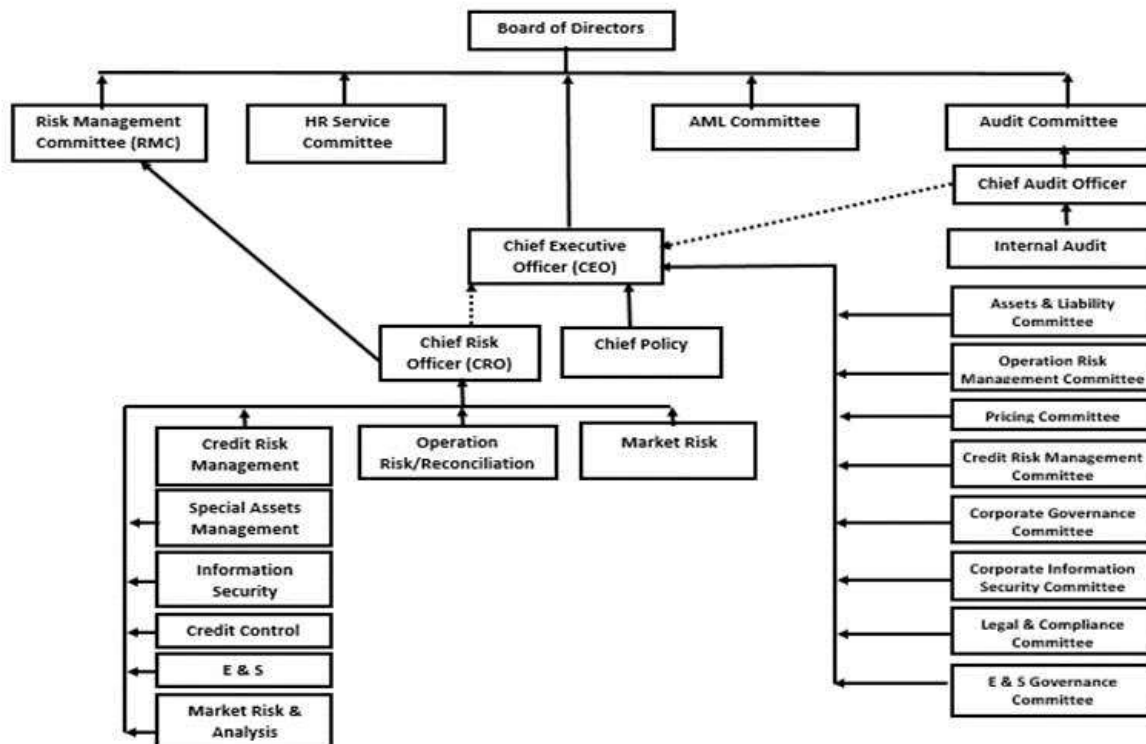 Board of Directors
Risk Management
Committee (RMC)
HR Service
Committee
AML Committee
Audit Committee
Chief Audit Officer
Internal Audit
Chief Executive
Officer (CEO)
Chief Risk
Officer (CRO)
Chief Policy
Assets & Liability
Committee
Operation Risk
Management Committee
Pricing Committee
Credit Risk Management
Committee
Corporate Governance
Committee
Corporate Information
Security Committee
Legal & Compliance
Committee
E & S Governance
Committee
Credit Risk
Management
Operation
Risk/Reconciliation
Market Risk
Special Assets
Management
Information
Security
Credit Control
E & S
Market Risk &
Analysis